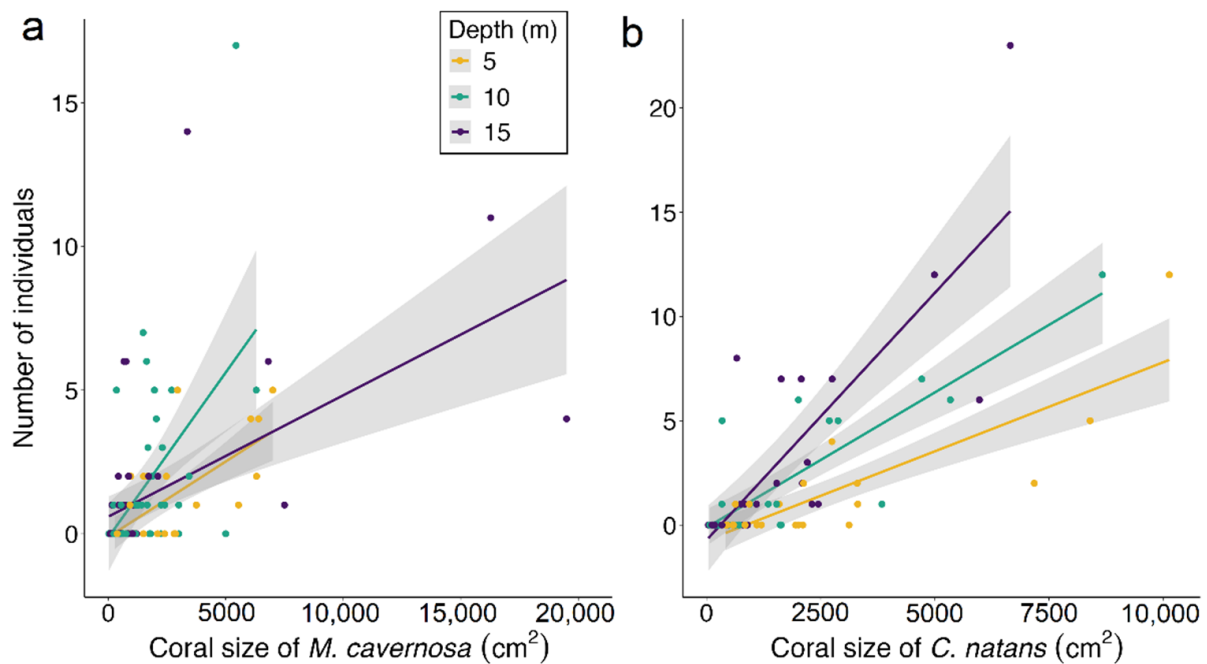 a
Depth (m)
5
10
15
Number of individuals
15
10
5
0
0 5000 10,000 15,000 20,000
Coral size of M. cavernosa (cm²)
b
20
15
10
5
0
0 2500 5000 7500 10,000
Coral size of C. natans (cm²)